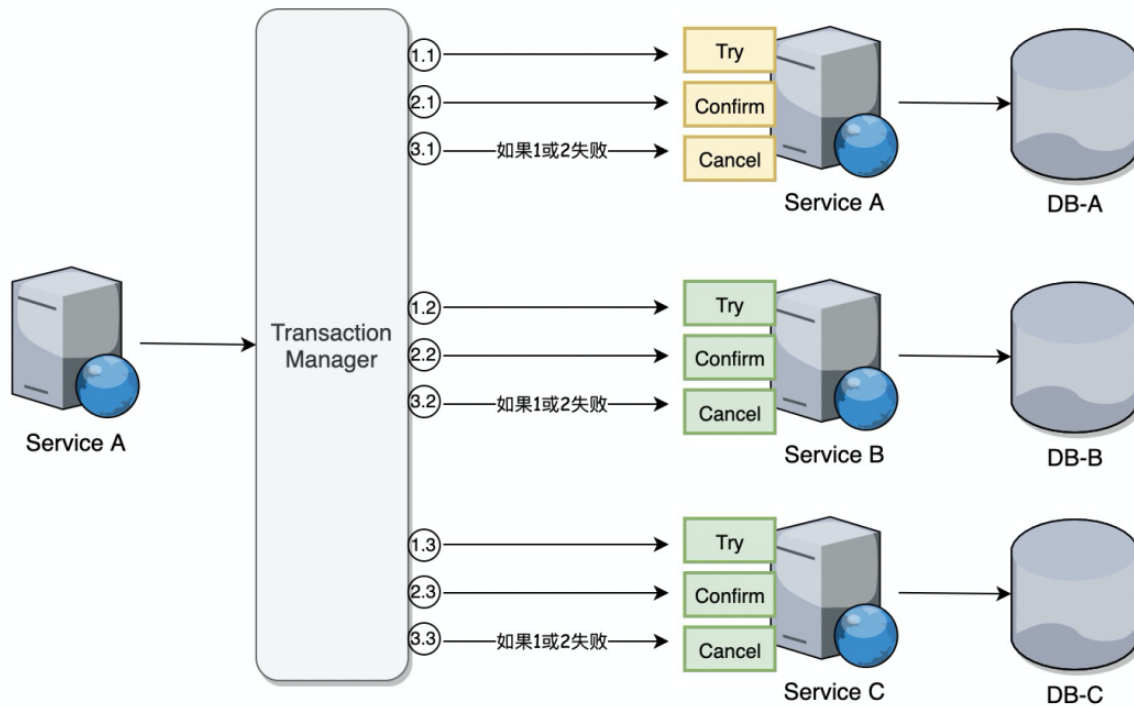 1.1
Try
2.1
Confirm
3.1
如果1或2失败
Cancel
Service A
DB-A
Service A
Transaction
Manager
1.2
Try
2.2
Confirm
3.2
如果1或2失败
Cancel
Service B
DB-B
1.3
Try
2.3
Confirm
3.3
如果1或2失败
Cancel
Service C
DB-C